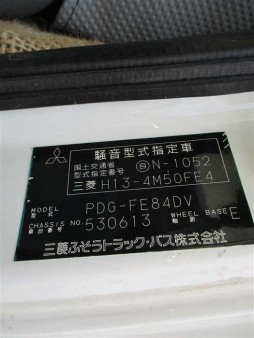 騒音型式指定車
国土交通省
型式指定番号 自N-1052
三菱 H13-4M50FE4
MODEL
型式 PDG-FE84DV
CHASSIS NO.
車台番号 530613 WHEEL BASE
軸距 E
三菱ふそうトラック・バス株式会社